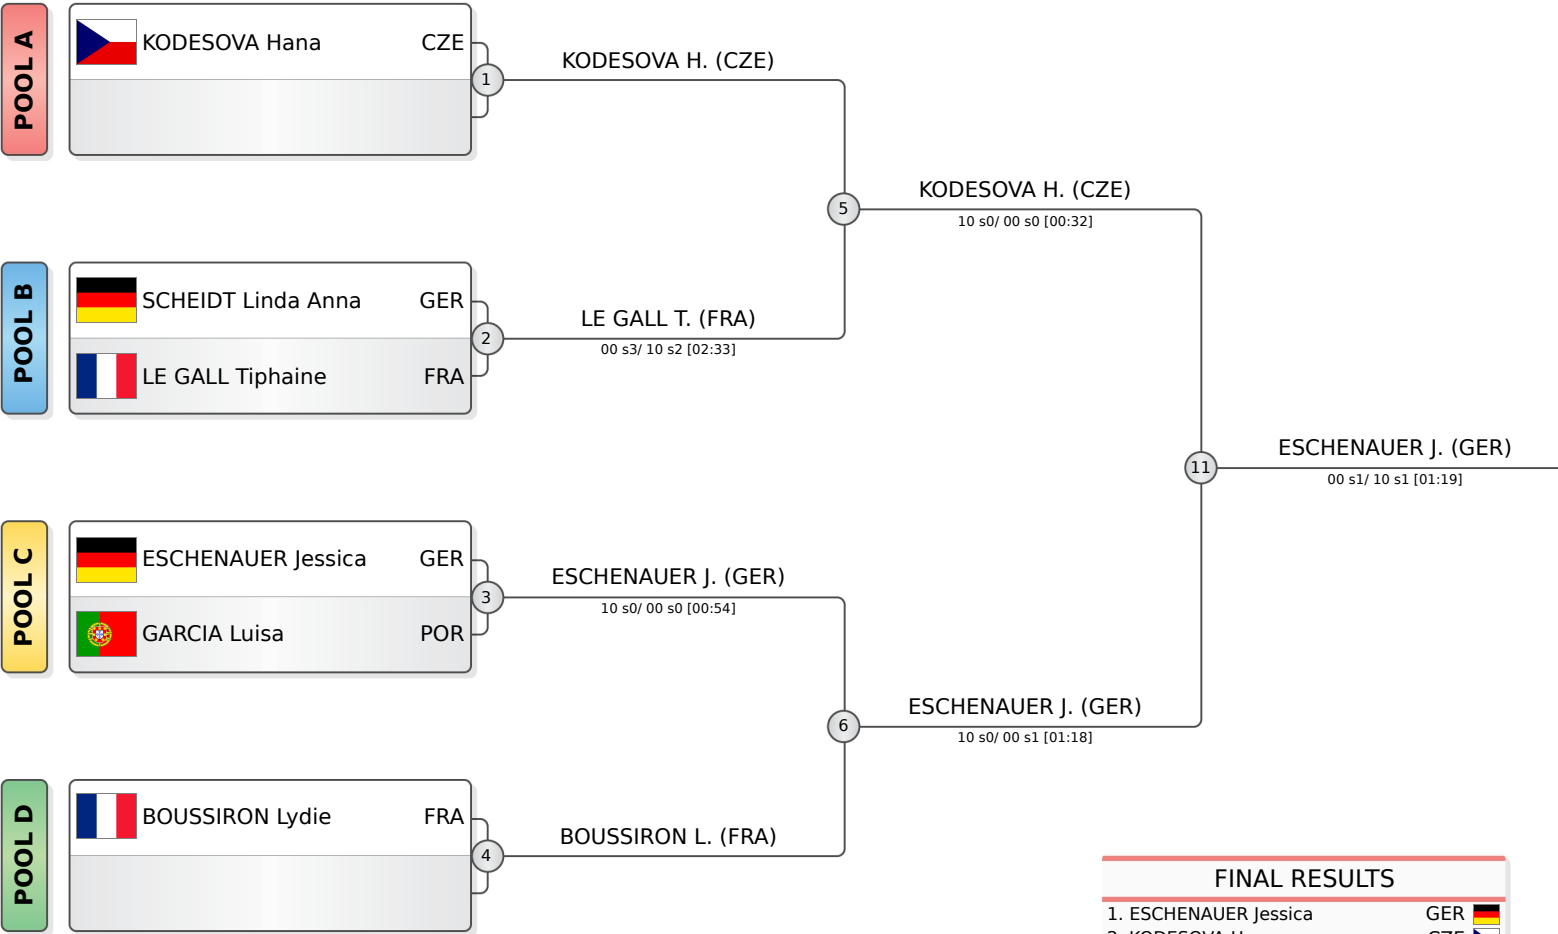 POOL A
KODESOVA Hana CZE
1
KODESOVA H. (CZE)
POOL B
SCHEIDT Linda Anna GER
LE GALL Tiphaine FRA
2
LE GALL T. (FRA)
00 s3/ 10 s2 [02:33]
5
KODESOVA H. (CZE)
10 s0/ 00 s0 [00:32]
POOL C
ESCHENAUER Jessica GER
GARCIA Luisa POR
3
ESCHENAUER J. (GER)
10 s0/ 00 s0 [00:54]
POOL D
BOUSSIRON Lydie FRA
4
BOUSSIRON L. (FRA)
6
ESCHENAUER J. (GER)
10 s0/ 00 s1 [01:18]
11
ESCHENAUER J. (GER)
00 s1/ 10 s1 [01:19]
FINAL RESULTS
1. ESCHENAUER Jessica GER
2. KODESOVA CZE